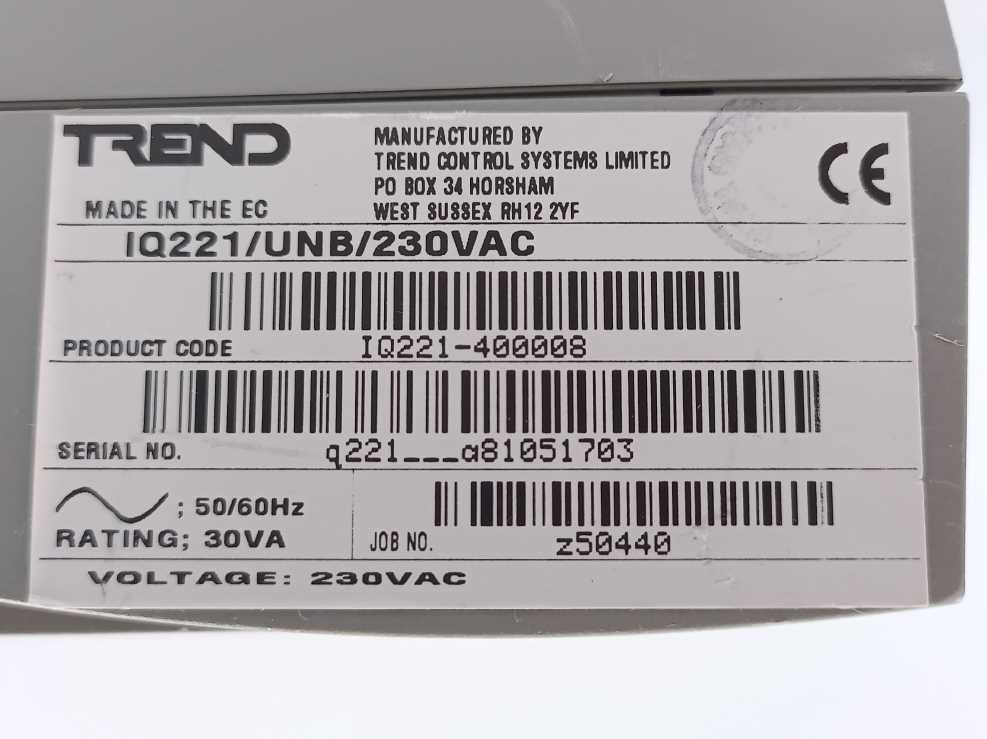 TREND
MANUFACTURED BY
TREND CONTROL SYSTEMS LIMITED
PO BOX 34 HORSHAM
WEST SUSSEX RH12 2YF
CE
MADE IN THE EC
IQ221/UNB/230VAC
PRODUCT CODE IQ221-400008
SERIAL NO. q221___a81051703
; 50/60Hz
RATING; 30VA
JOB NO. z50440
VOLTAGE: 230VAC